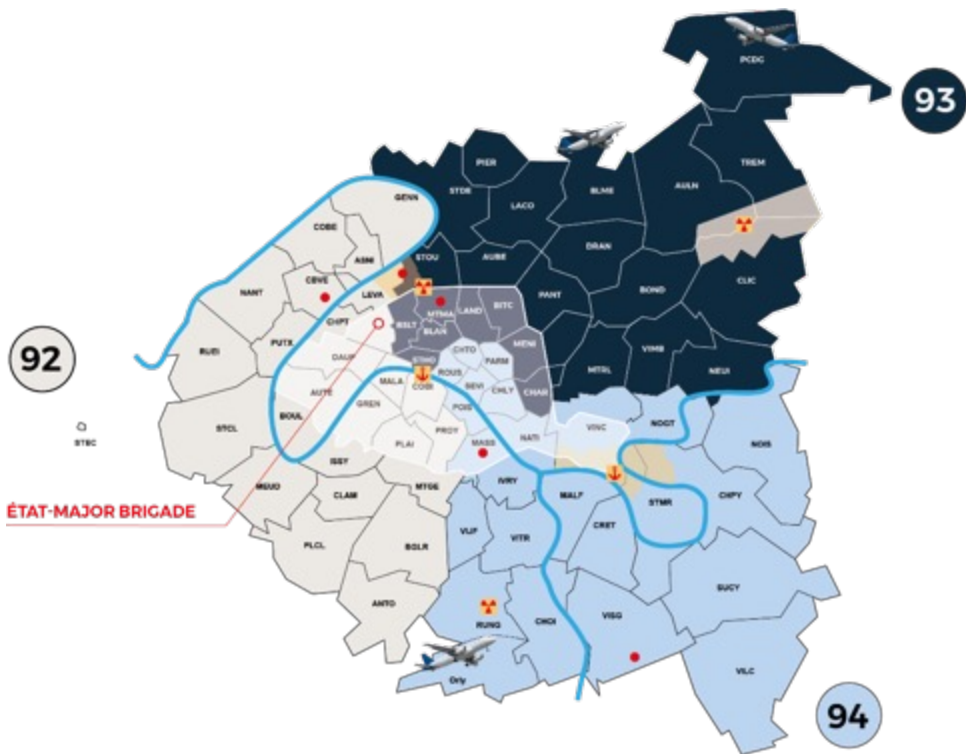 PCDG
93
PIER
TREM
STDE
BLME
AULN
GENN
LACO
COBE
DRAN
ASNI
STOU
AUBE
CBVE
CLIC
NANT
LEVA
PANT
BOND
LAND
BITC
MTMA
CHPT
BSLT
BLAN
PUTX
MENI
VIMB
RUEI
92
DAUP
STHO
CHTO
PARM
MTRL
NEUI
ROUS
MALA
COBI
SEVI
CHLY
CHAR
AUTE
GREN
POIS
BOUL
NOGT
STCL
PROY
VINC
STEC
PLAI
MASS
NATI
NOIS
ISSY
MEUD
CLAM
MTGE
IVRY
MALF
STMR
CHPY
ÉTAT-MAJOR BRIGADE
CRET
VIJF
VITR
PLCL
BGLR
SUCY
ANTO
VISG
RUNG
CHOI
VILC
Orly
94